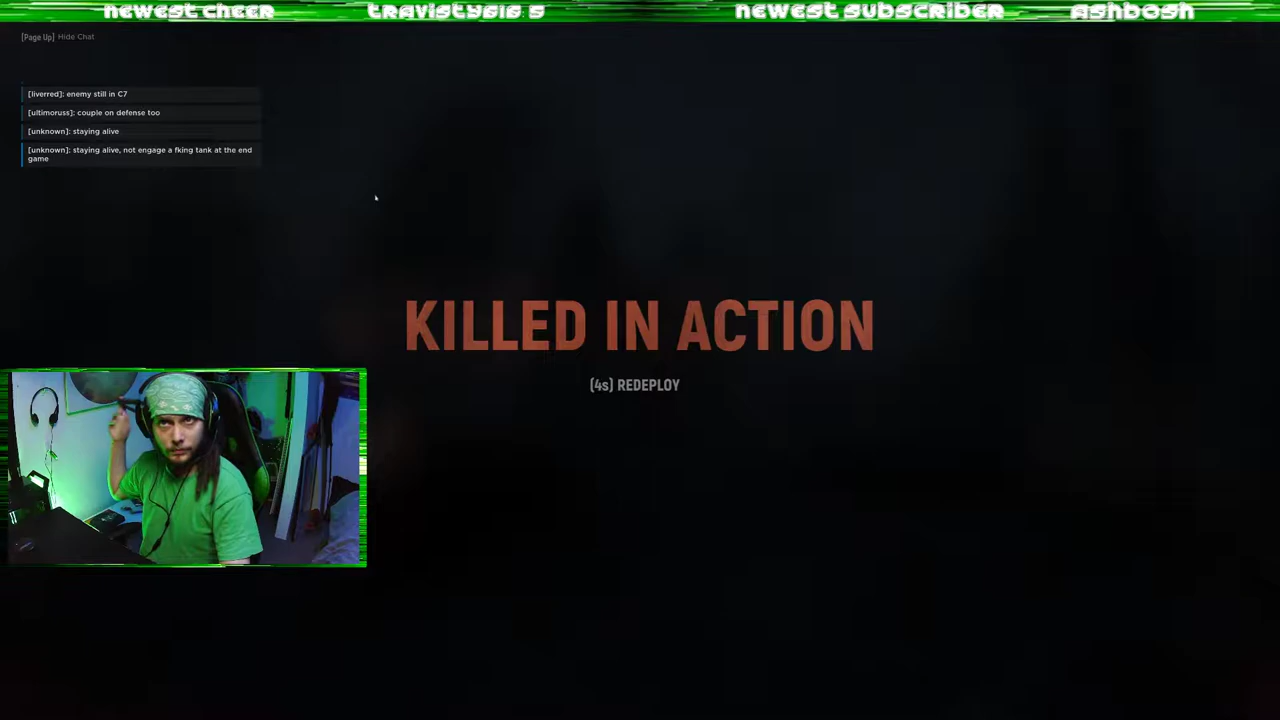 newest cheer travistygig 5 newest subscriber ashbosh
[Page Up] Hide Chat
[liverred]: enemy still in C7
[ultimoruss]: couple on defense too
[unknown]: staying alive
[unknown]: staying alive, not engage a fking tank at the end
game
KILLED IN ACTION
(4s) REDEPLOY